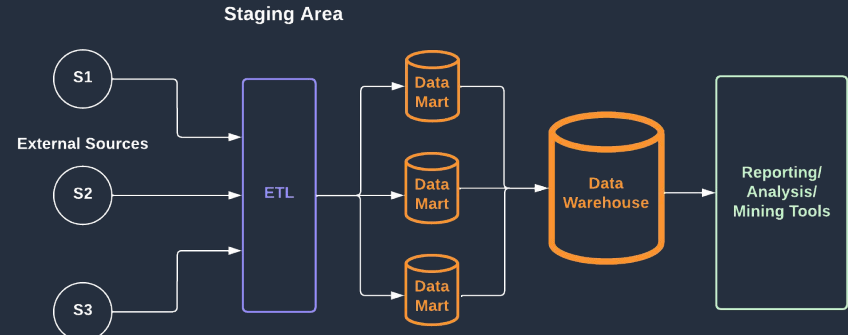 Staging Area
S1
External Sources
S2
S3
ETL
Data
Mart
Data
Mart
Data
Mart
Data
Warehouse
Reporting/
Analysis/
Mining Tools